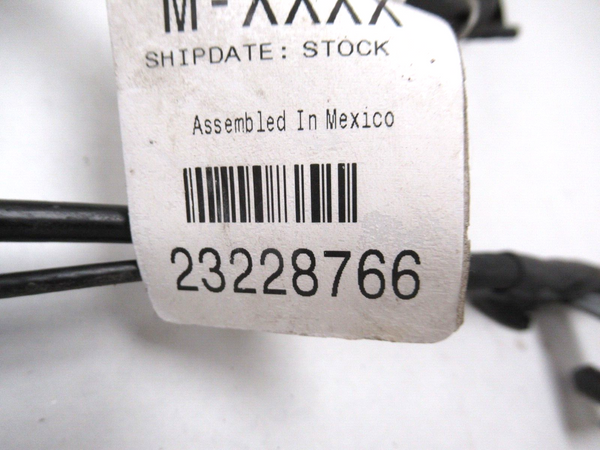 M-XXXX
SHIPDATE: STOCK
Assembled In Mexico
23228766